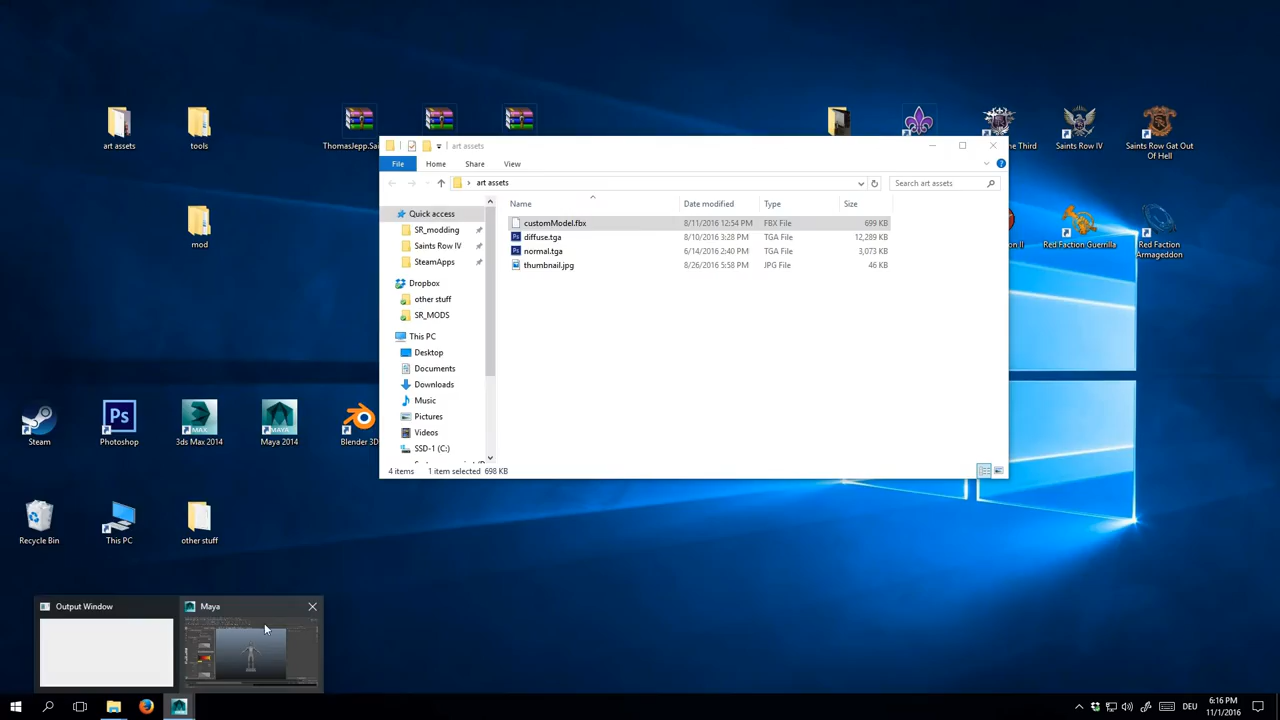 art assets
tools
ThomasJepp.Sa
Saints Row IV
Saints Row Gat Out
Of Hell
mod
Red Faction Guerrilla
Red Faction
Armageddon
art assets
File
Home
Share
View
art assets
Search art assets
Name
Date modified
Type
Size
Quick access
SR_modding
Saints Row IV
SteamApps
Dropbox
other stuff
SR_MODS
This PC
Desktop
Documents
Downloads
Music
Pictures
Videos
SSD-1 (C:)
customModel.fbx 8/11/2016 12:54 PM FBX File 699 KB
diffuse.tga 8/10/2016 3:28 PM TGA File 12,289 KB
normal.tga 6/14/2016 2:40 PM TGA File 3,073 KB
thumbnail.jpg 8/26/2016 5:58 PM JPG File 46 KB
4 items 1 item selected 698 KB
Steam
Ps
Photoshop
MAX
3ds Max 2014
MAYA
Maya 2014
Blender 3D
Recycle Bin
This PC
other stuff
Output Window
Maya
DEU
6:16 PM
11/1/2016